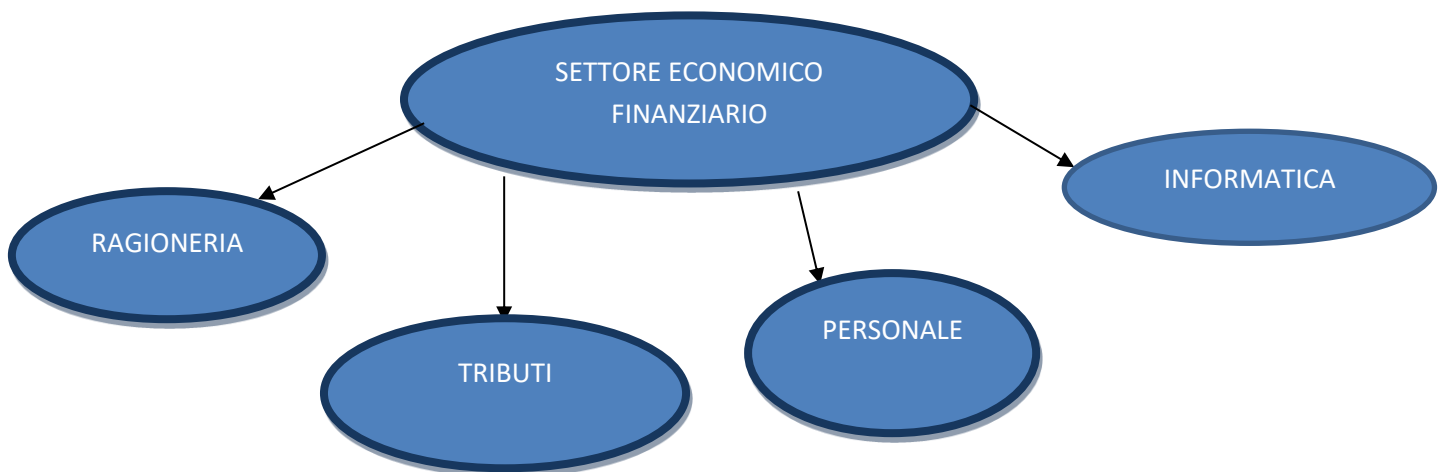 SETTORE ECONOMICO
FINANZIARIO
INFORMATICA
RAGIONERIA
PERSONALE
TRIBUTI